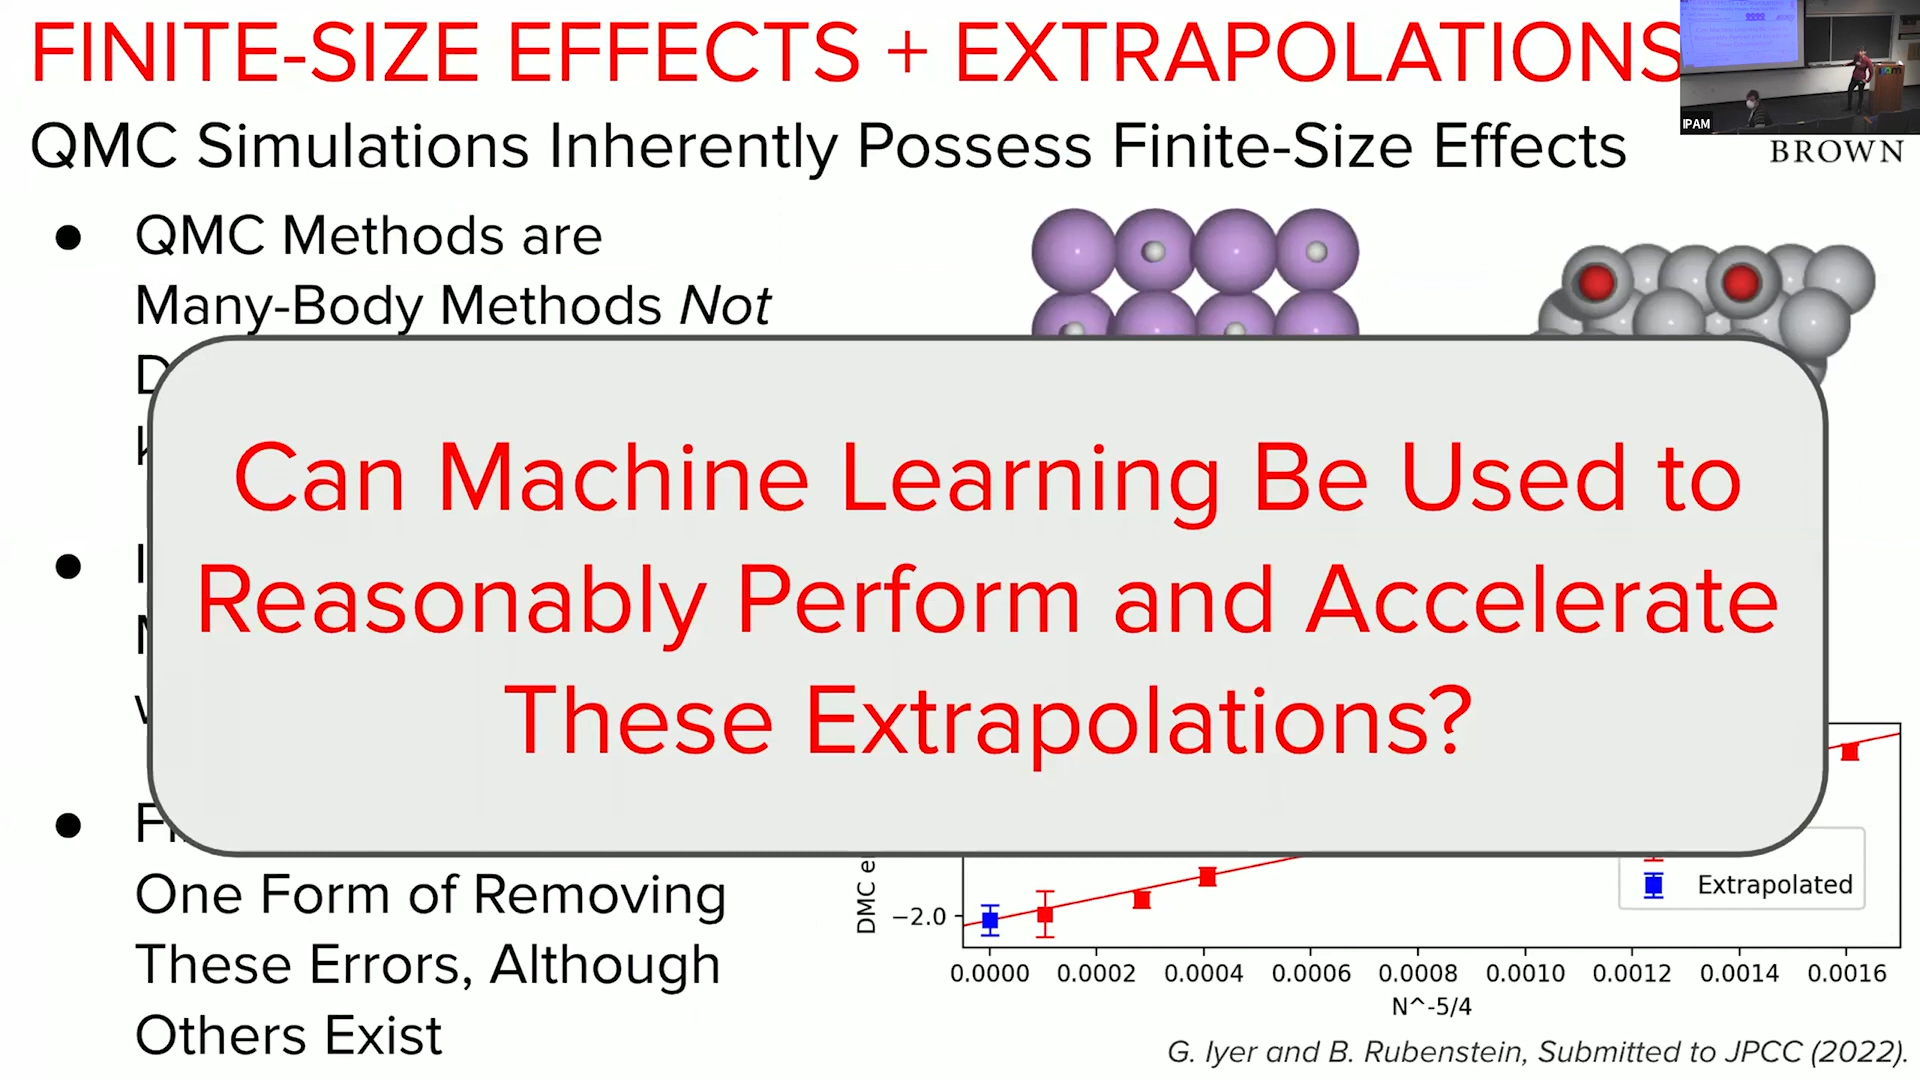 FINITE-SIZE EFFECTS + EXTRAPOLATIONS
IPAM
QMC Simulations Inherently Possess Finite-Size Effects
BROWN
● QMC Methods are
Many-Body Methods Not
Can Machine Learning Be Used to
Reasonably Perform and Accelerate
These Extrapolations?
One Form of Removing
These Errors, Although
Others Exist
DMC e
−2.0
Extrapolated
0.0000 0.0002 0.0004 0.0006 0.0008 0.0010 0.0012 0.0014 0.0016
N^-5/4
G. Iyer and B. Rubenstein, Submitted to JPCC (2022).